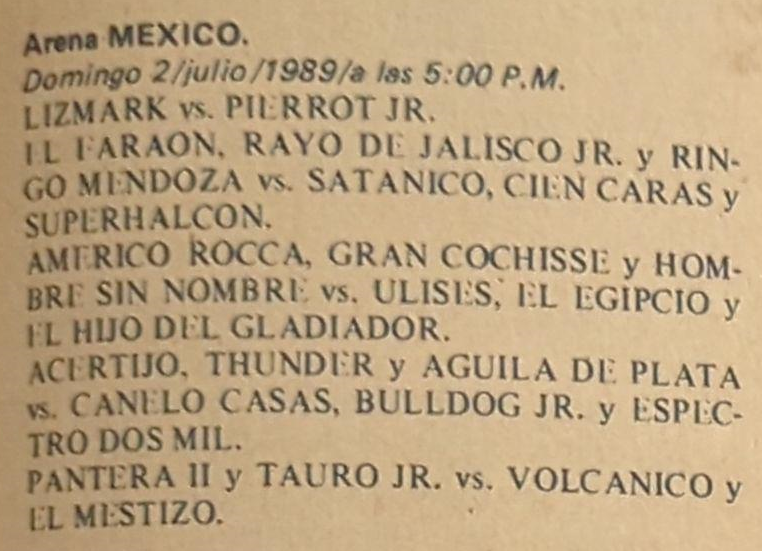 Arena MEXICO.
Domingo 2/julio/1989/a las 5:00 P.M.
LIZMARK vs. PIERROT JR.
EL FARAON, RAYO DE JALISCO JR. y RIN-
GO MENDOZA vs. SATANICO, CIEN CARAS y
SUPERHALCON.
AMERICO ROCCA, GRAN COCHISSE y HOM-
BRE SIN NOMBRE vs. ULISES, EL EGIPCIO y
EL HIJO DEL GLADIADOR.
ACERTIJO, THUNDER y AGUILA DE PLATA
vs. CANELO CASAS, BULLDOG JR. y ESPEC-
TRO DOS MIL.
PANTERA II y TAURO JR. vs. VOLCANICO y
EL MESTIZO.